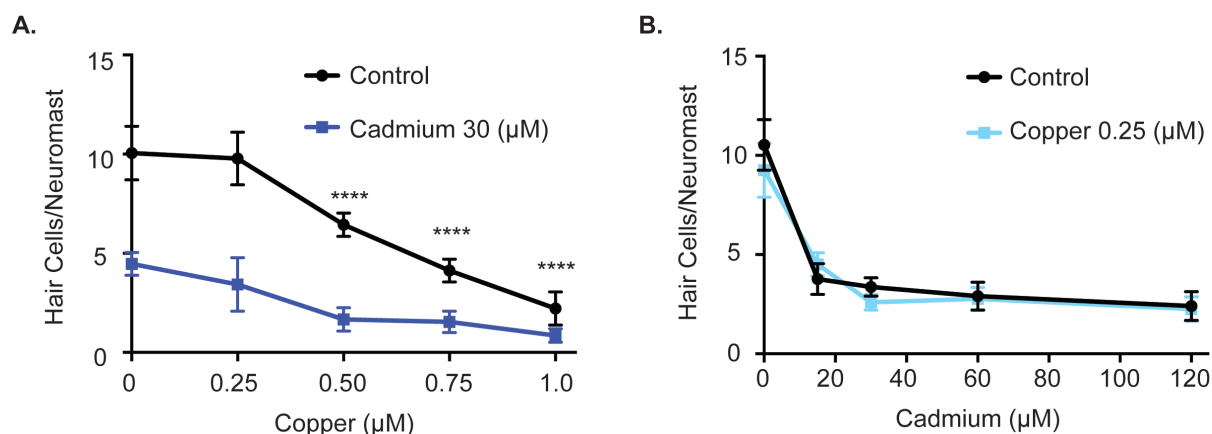 A.
Hair Cells/Neuromast
15
10
5
0
Control
Cadmium 30 (µM)
****
****
****
0 0.25 0.50 0.75 1.0
Copper (µM)
B.
Hair Cells/Neuromast
15
10
5
0
Control
Copper 0.25 (µM)
0 20 40 60 80 100 120
Cadmium (µM)